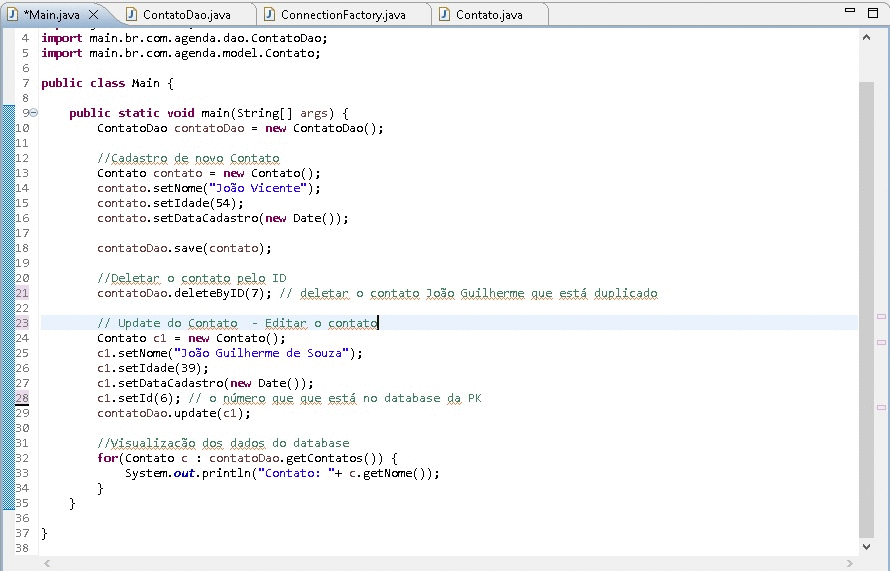 *Main.java ContatoDao.java ConnectionFactory.java Contato.java
4 import main.br.com.agenda.dao.ContatoDao;
5 import main.br.com.agenda.model.Contato;
6
7 public class Main {
8
9 public static void main(String[] args) {
10 ContatoDao contatoDao = new ContatoDao();
11
12 //Cadastro de novo Contato
13 Contato contato = new Contato();
14 contato.setNome("João Vicente");
15 contato.setIdade(54);
16 contato.setDataCadastro(new Date());
17
18 contatoDao.save(contato);
19
20 //Deletar o contato pelo ID
21 contatoDao.deleteByID(7); // deletar o contato João Guilherme que está duplicado
22
23 // Update do Contato - Editar o contato
24 Contato c1 = new Contato();
25 c1.setNome("João Guilherme de Souza");
26 c1.setIdade(39);
27 c1.setDataCadastro(new Date());
28 c1.setId(6); // o número que que está no database da PK
29 contatoDao.update(c1);
30
31 //Visualização dos dados do database
32 for(Contato c : contatoDao.getContatos()) {
33 System.out.println("Contato: "+ c.getNome());
34 }
35 }
36
37 }
38